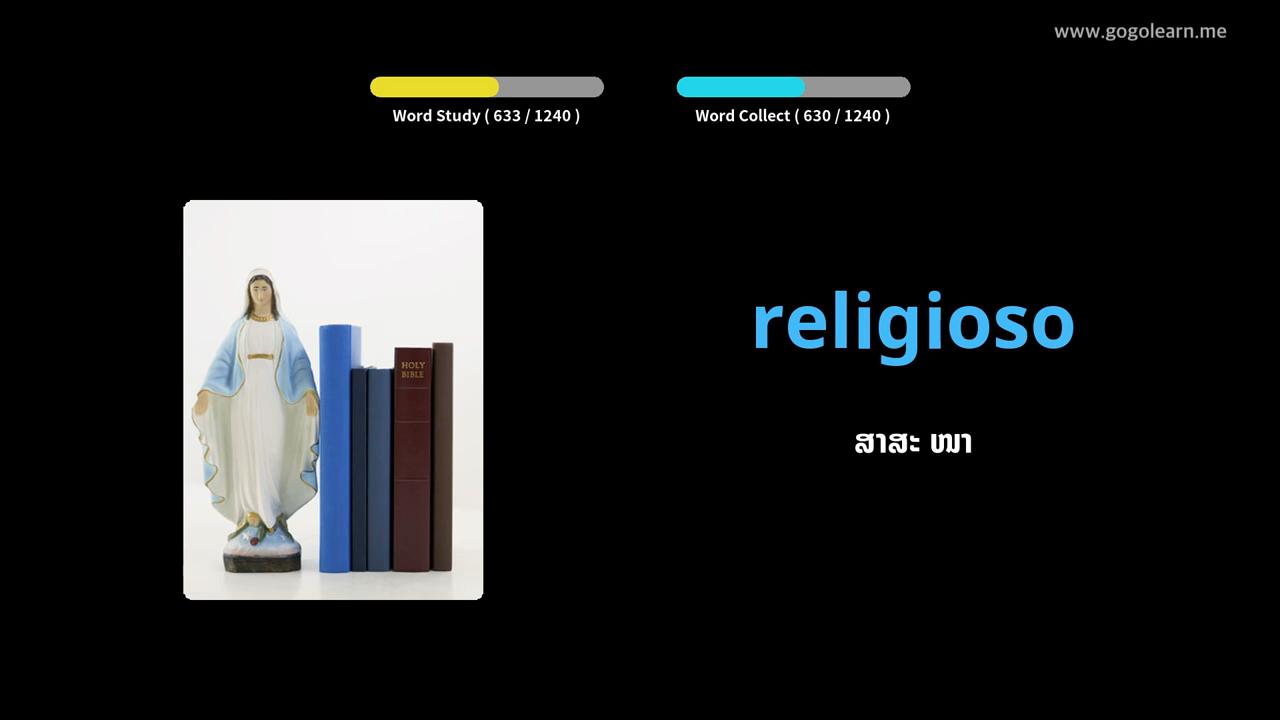 www.gogolearn.me
Word Study ( 633 / 1240 )
Word Collect ( 630 / 1240 )
HOLY
BIBLE
religioso
ສາສະ ໜາ